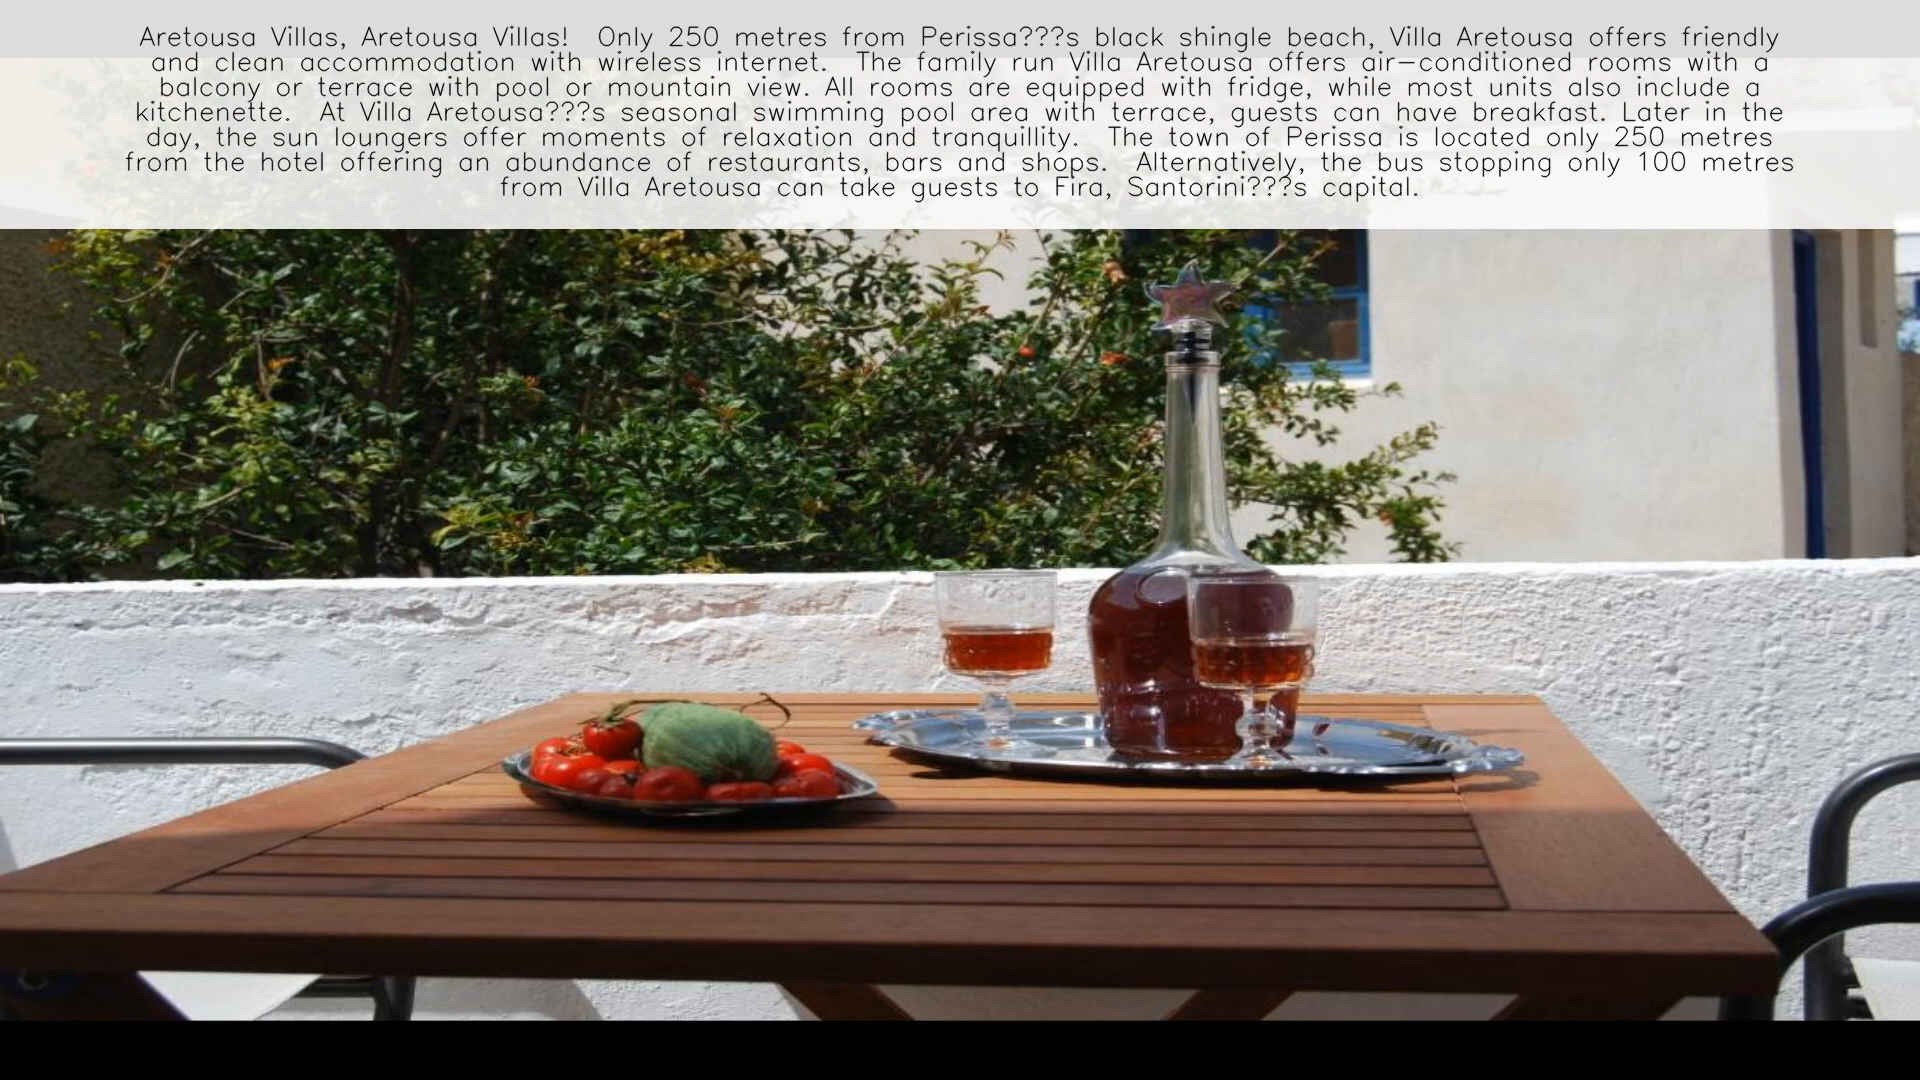 Aretousa Villas, Aretousa Villas!  Only 250 metres from Perissa???s black shingle beach, Villa Aretousa offers friendly
and clean accommodation with wireless internet.  The family run Villa Aretousa offers air-conditioned rooms with a
balcony or terrace with pool or mountain view. All rooms are equipped with fridge, while most units also include a
kitchenette.  At Villa Aretousa???s seasonal swimming pool area with terrace, guests can have breakfast. Later in the
day, the sun loungers offer moments of relaxation and tranquillity.  The town of Perissa is located only 250 metres
from the hotel offering an abundance of restaurants, bars and shops.  Alternatively, the bus stopping only 100 metres
from Villa Aretousa can take guests to Fira, Santorini???s capital.